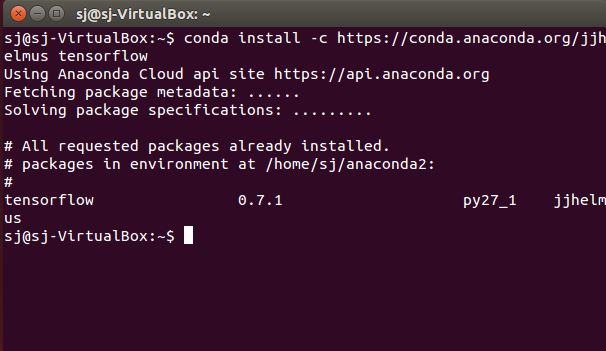 sj@sj-VirtualBox: ~
sj@sj-VirtualBox:~$ conda install -c https://conda.anaconda.org/jjh
elmus tensorflow
Using Anaconda Cloud api site https://api.anaconda.org
Fetching package metadata: ......
Solving package specifications: .........
# All requested packages already installed.
# packages in environment at /home/sj/anaconda2:
#
tensorflow                0.7.1                    py27_1    jjhelm
us
sj@sj-VirtualBox:~$